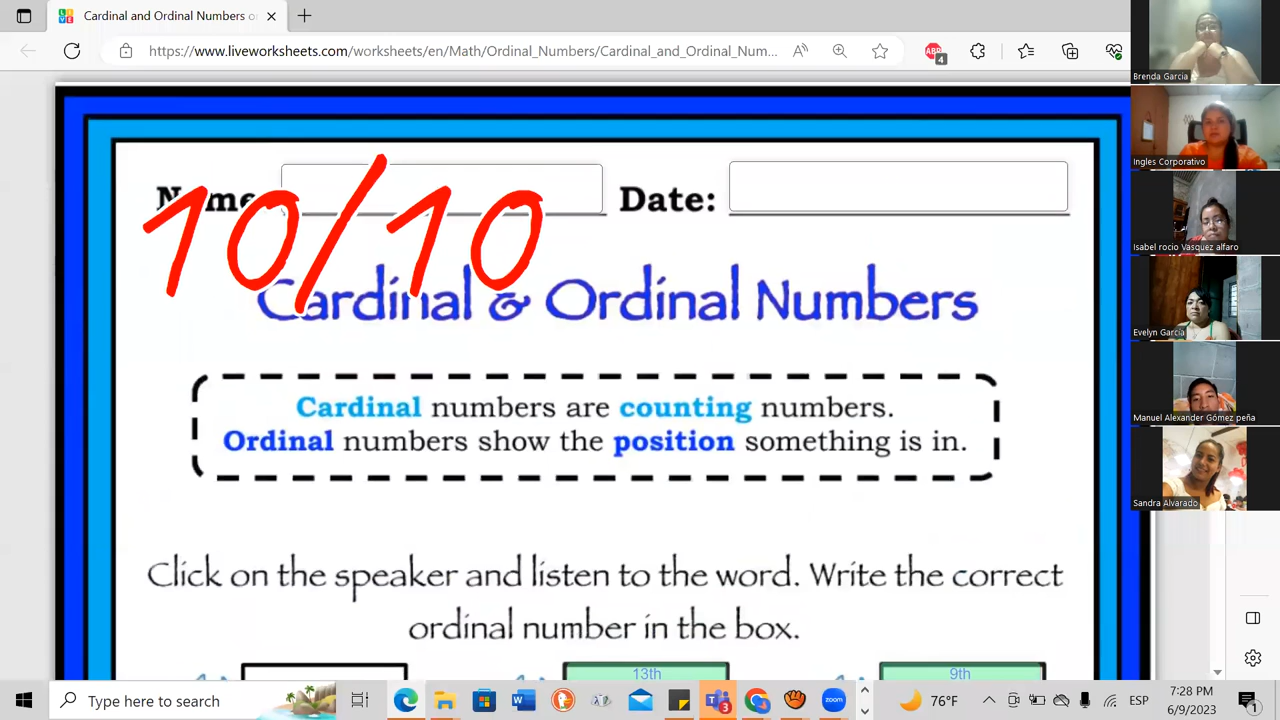 Cardinal and Ordinal Numbers o
https://www.liveworksheets.com/worksheets/en/Math/Ordinal_Numbers/Cardinal_and_Ordinal_Num...
4
Name:
Date:
10/10
Cardinal & Ordinal Numbers
Cardinal numbers are counting numbers.
Ordinal numbers show the position something is in.
Click on the speaker and listen to the word. Write the correct
ordinal number in the box.
13th
9th
Brenda Garcia
Ingles Corporativo
Isabel rocio Vasquez alfaro
Evelyn Garcia
Manuel Alexander Gómez peña
Sandra Alvarado
Type here to search
3
zoom
76°F
ESP
7:28 PM
6/9/2023
1